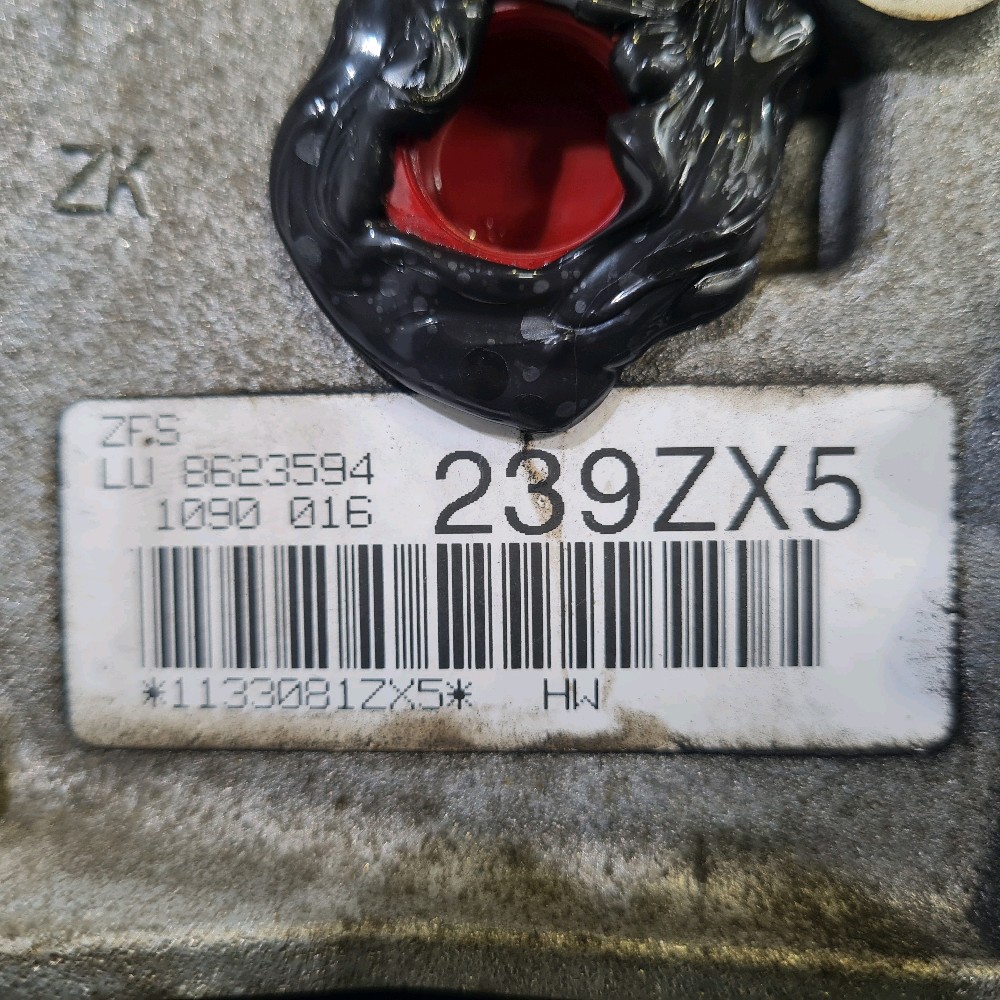 ZK
ZF.S
LU 8623594
1090 016
239ZX5
*1133081ZX5* HW